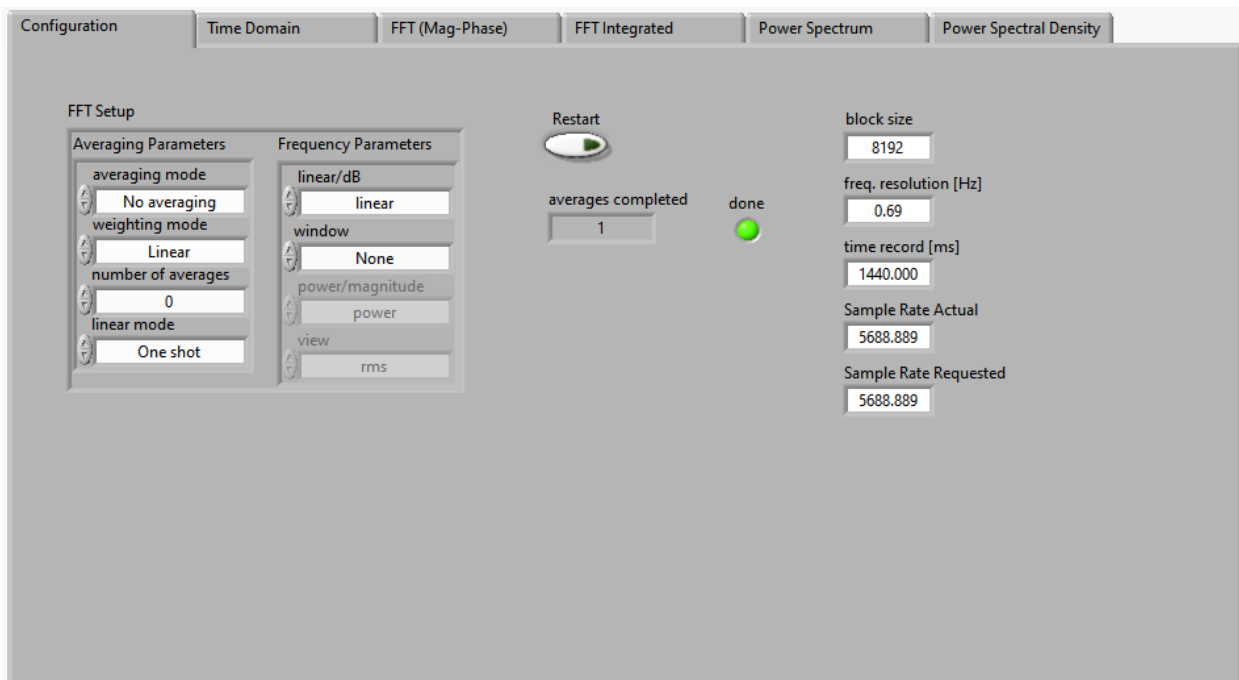 Configuration
Time Domain
FFT (Mag-Phase)
FFT Integrated
Power Spectrum
Power Spectral Density
FFT Setup
Averaging Parameters
averaging mode
No averaging
weighting mode
Linear
number of averages
0
linear mode
One shot
Frequency Parameters
linear/dB
linear
window
None
power/magnitude
power
view
rms
Restart
averages completed
1
done
block size
8192
freq. resolution [Hz]
0.69
time record [ms]
1440.000
Sample Rate Actual
5688.889
Sample Rate Requested
5688.889